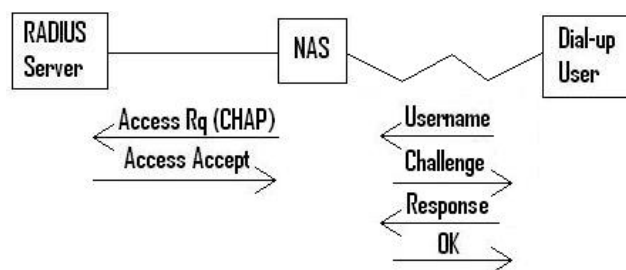 RADIUS
Server
NAS
Dial-up
User
Access Rq (CHAP)
Access Accept
Username
Challenge
Response
OK